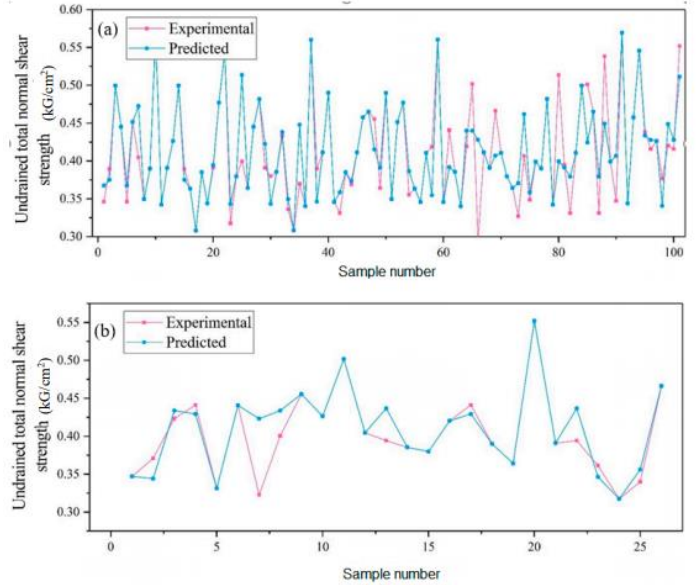 (a)
Experimental
Predicted
Undrained total normal shear
strength (kG/cm²)
0.60
0.55
0.50
0.45
0.40
0.35
0.30
0
20
40
60
80
100
Sample number
(b)
Experimental
Predicted
Undrained total normal shear
strength (kG/cm²)
0.55
0.50
0.45
0.40
0.35
0.30
0
5
10
15
20
25
Sample number